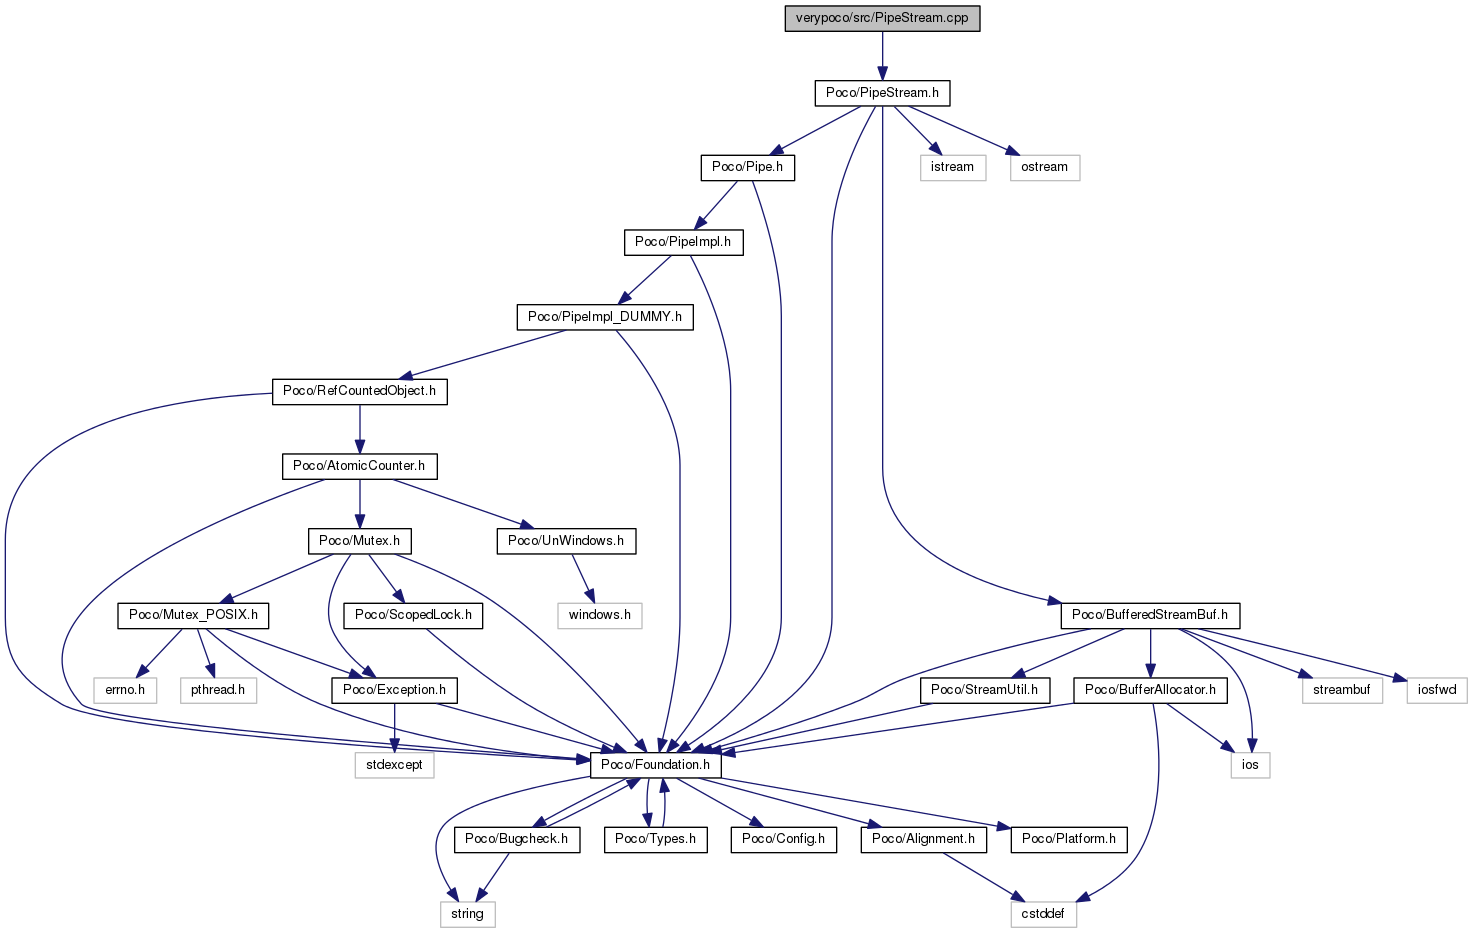 verypoco/src/PipeStream.cpp
Poco/PipeStream.h
Poco/Pipe.h
istream
ostream
Poco/PipeImpl.h
Poco/PipeImpl_DUMMY.h
Poco/RefCountedObject.h
Poco/AtomicCounter.h
Poco/Mutex.h
Poco/UnWindows.h
Poco/Mutex_POSIX.h
Poco/ScopedLock.h
windows.h
Poco/BufferedStreamBuf.h
errno.h
pthread.h
Poco/Exception.h
Poco/StreamUtil.h
Poco/BufferAllocator.h
streambuf
iosfwd
stdexcept
Poco/Foundation.h
ios
Poco/Bugcheck.h
Poco/Types.h
Poco/Config.h
Poco/Alignment.h
Poco/Platform.h
string
cstddef